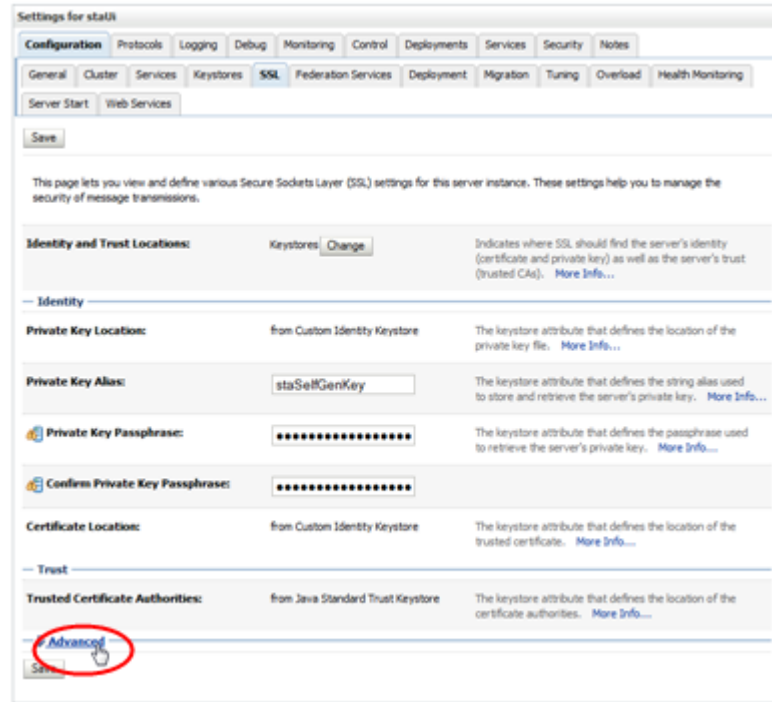 Settings for staUi
Configuration Protocols Logging Debug Monitoring Control Deployments Services Security Notes
General Cluster Services Keystores SSL Federation Services Deployment Migration Tuning Overload Health Monitoring
Server Start Web Services
Save
This page lets you view and define various Secure Sockets Layer (SSL) settings for this server instance. These settings help you to manage the
security of message transmissions.
Identity and Trust Locations: Keystores Change Indicates where SSL should find the server's identity
(certificate and private key) as well as the server's trust
(trusted CAs). More Info...
Identity
Private Key Location: from Custom Identity Keystore The keystore attribute that defines the location of the
private key file. More Info...
Private Key Alias: staSelfGenKey The keystore attribute that defines the string alias used
to store and retrieve the server's private key. More Info...
Private Key Passphrase: ●●●●●●●●●●●●●●●●● The keystore attribute that defines the passphrase used
to retrieve the server's private key. More Info...
Confirm Private Key Passphrase: ●●●●●●●●●●●●●●●●●
Certificate Location: from Custom Identity Keystore The keystore attribute that defines the location of the
trusted certificate. More Info...
Trust
Trusted Certificate Authorities: from Java Standard Trust Keystore The keystore attribute that defines the location of the
certificate authorities. More Info...
Advanced
Save